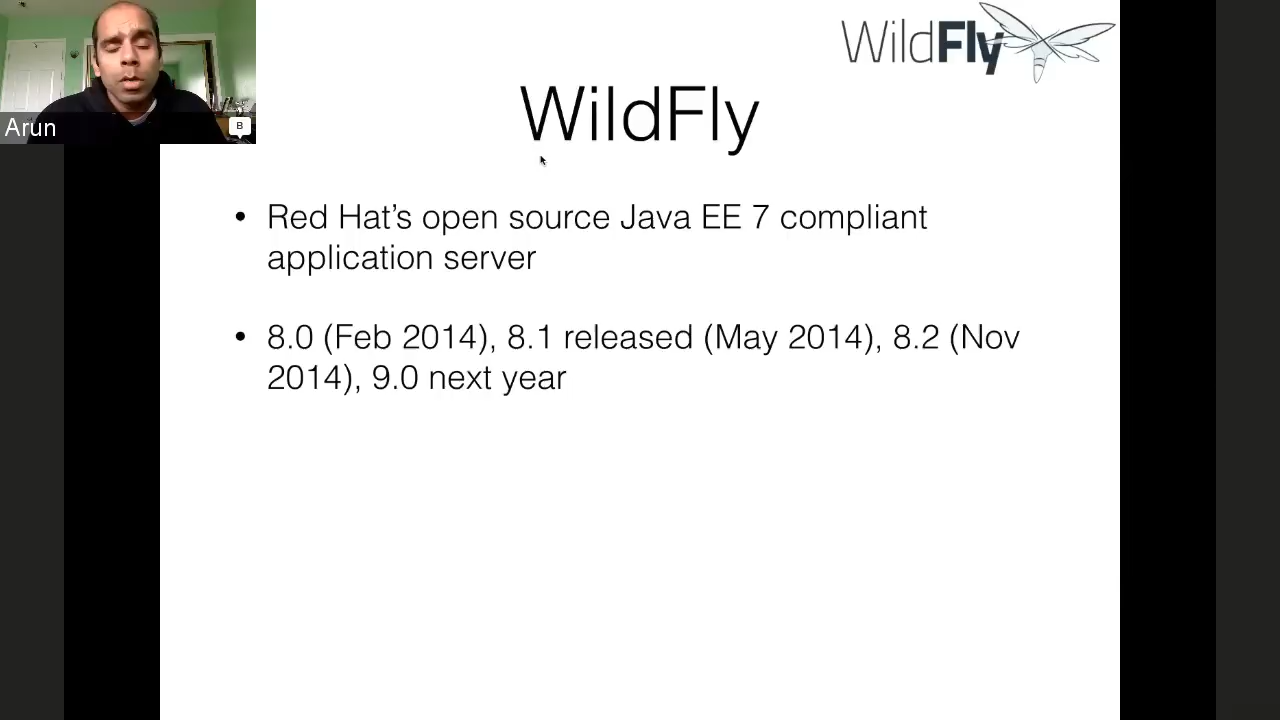 WildFly
WildFly
Arun
B
• Red Hat’s open source Java EE 7 compliant
application server
• 8.0 (Feb 2014), 8.1 released (May 2014), 8.2 (Nov
2014), 9.0 next year